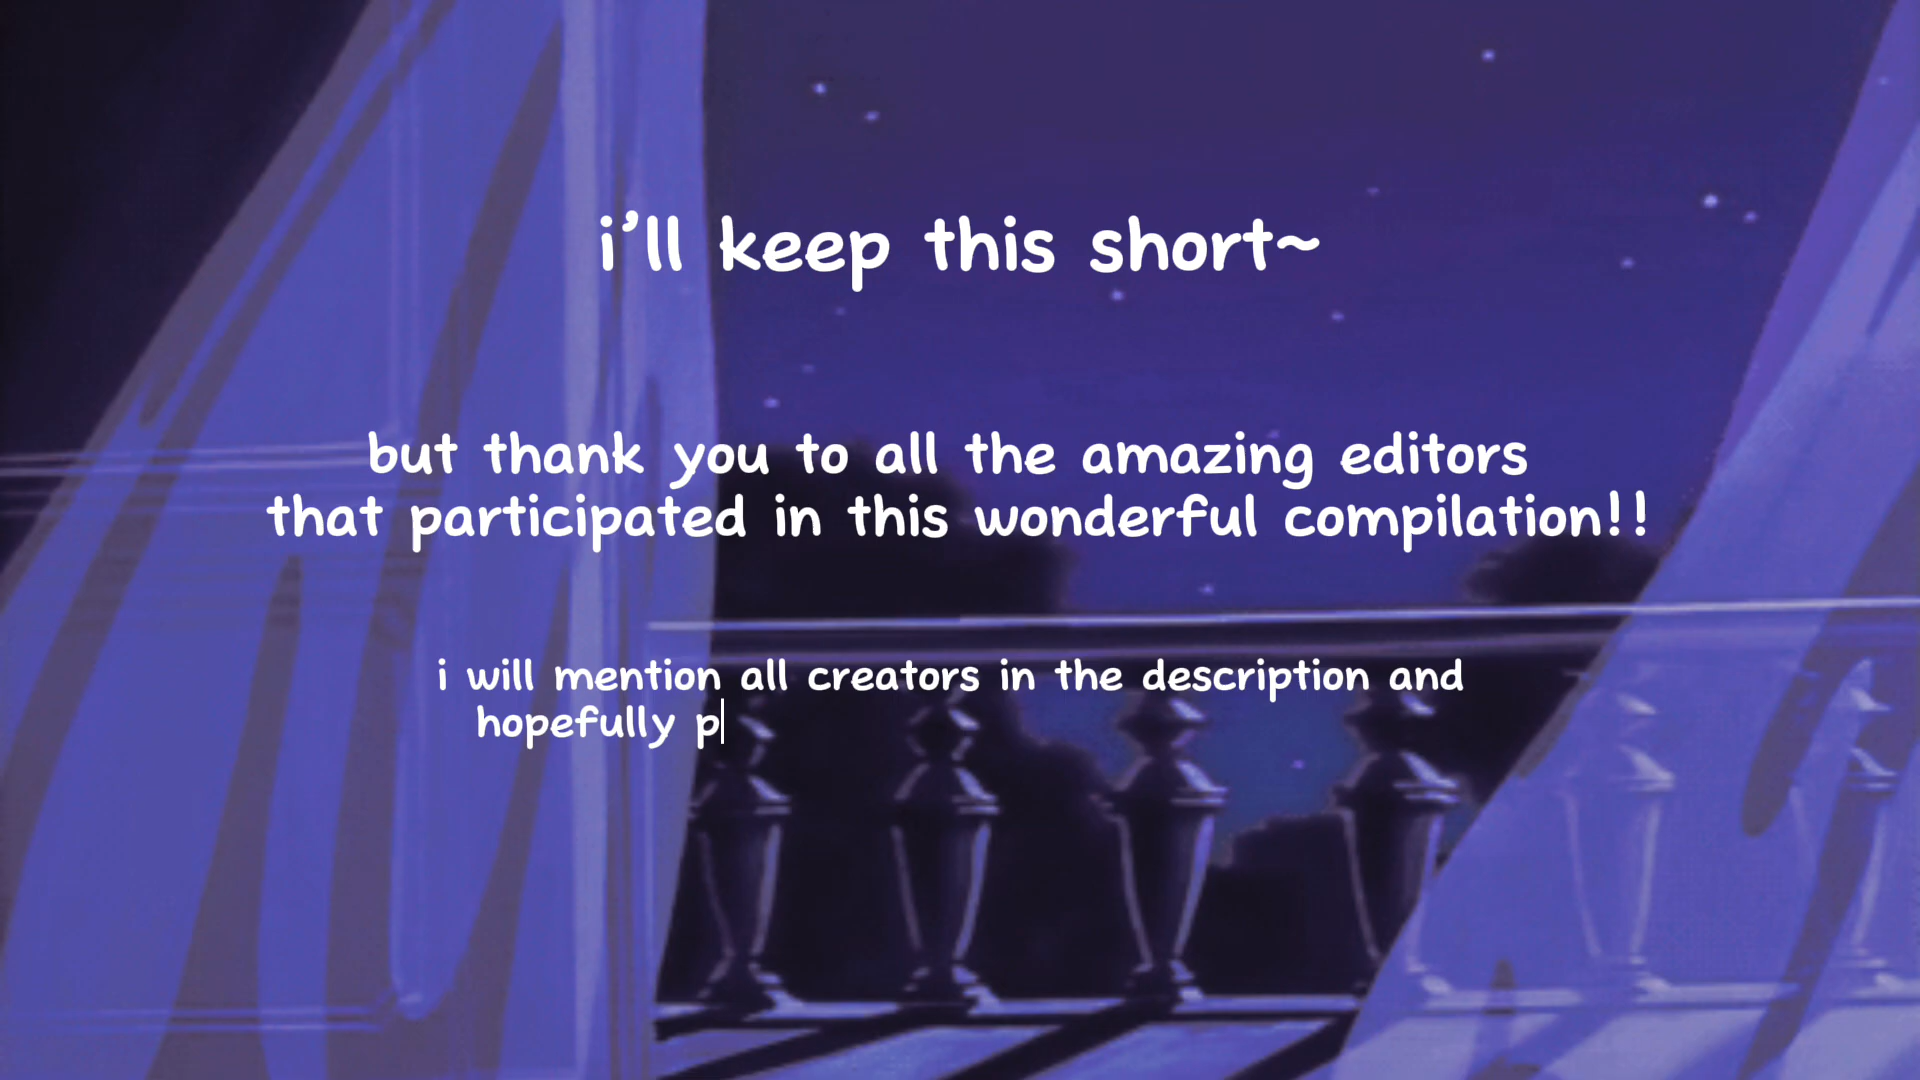 i'll keep this short~
but thank you to all the amazing editors
that participated in this wonderful compilation!!
i will mention all creators in the description and
hopefully p